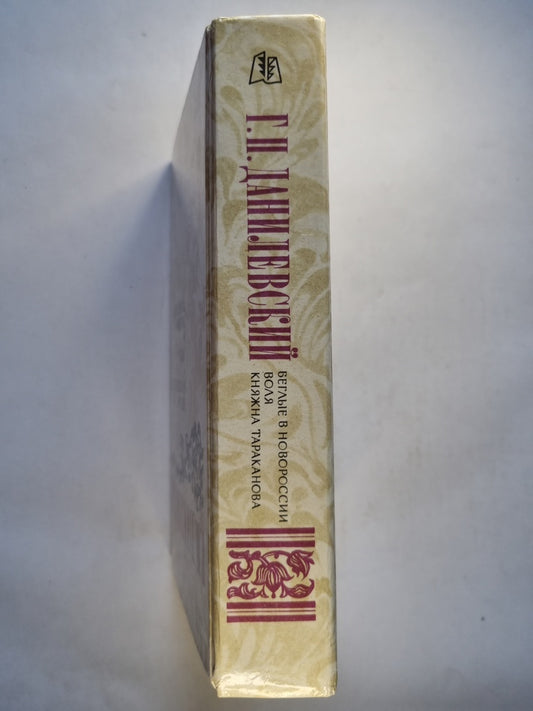 Г.П. ДАНИЛЕВСКИЙ
БЕГЛЫЕ В НОВОРОССИИ
ВОЛЯ
КНЯЖНА ТАРАКАНОВА